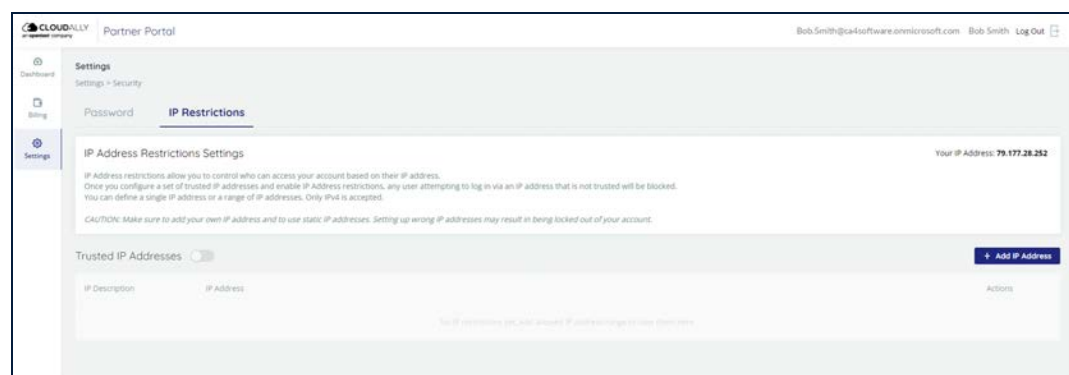 CLOUDALLY
an opentext company
Partner Portal
Bob.Smith@ca4software.onmicrosoft.com Bob Smith Log Out
Dashboard
Billing
Settings
Settings
Settings > Security
Password IP Restrictions
IP Address Restrictions Settings
Your IP Address: 79.177.28.252
IP Address restrictions allow you to control who can access your account based on their IP address.
Once you configure a set of trusted IP addresses and enable IP Address restrictions, any user attempting to log in via an IP address that is not trusted will be blocked.
You can define a single IP address or a range of IP addresses. Only IPv4 is accepted.
CAUTION: Make sure to add your own IP address and to use static IP addresses. Setting up wrong IP addresses may result in being locked out of your account.
Trusted IP Addresses
+ Add IP Address
IP Description IP Address Actions
No IP restrictions yet,